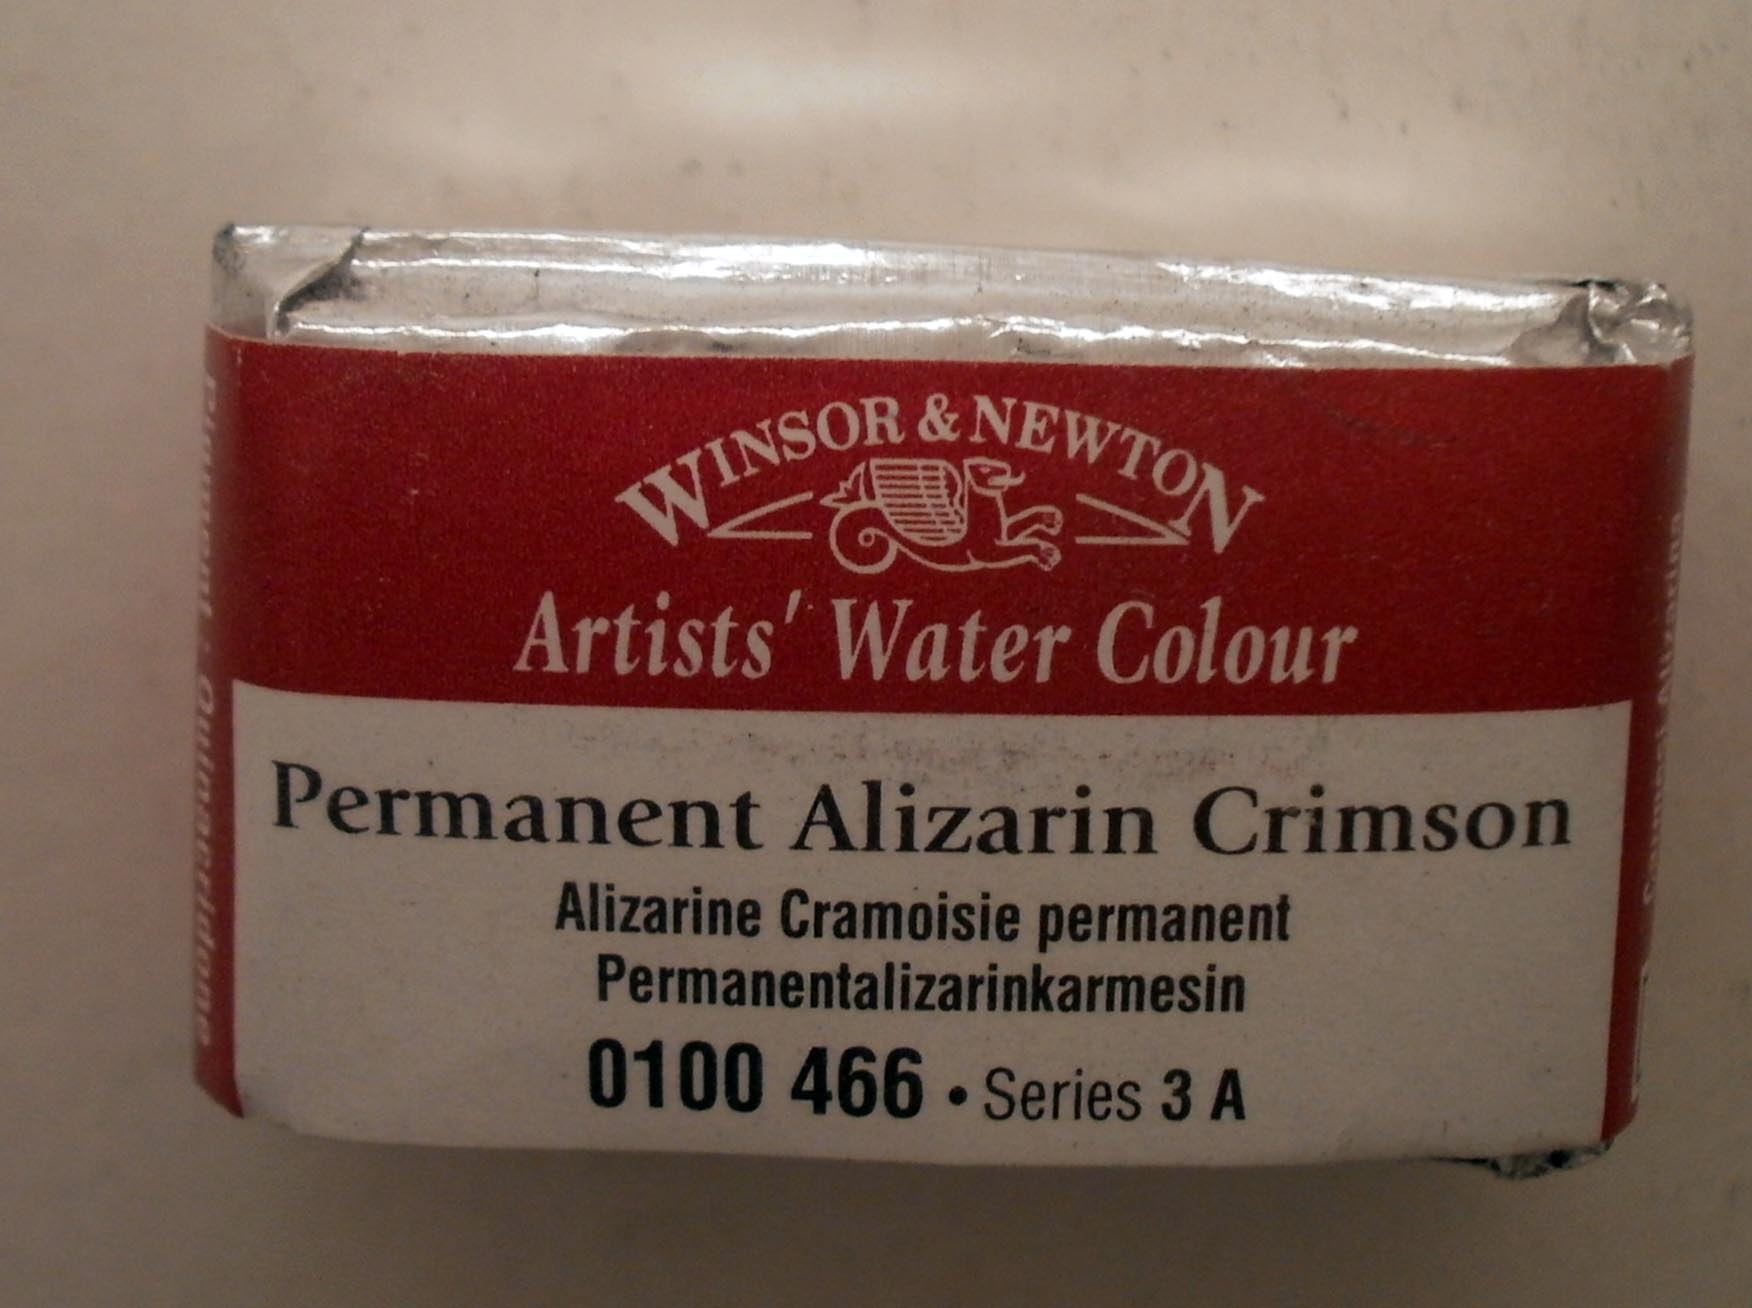 WINSOR & NEWTON
Artists' Water Colour
Permanent Alizarin Crimson
Alizarine Cramoisie permanent
Permanentalizarinkarmesin
0100 466 • Series 3 A